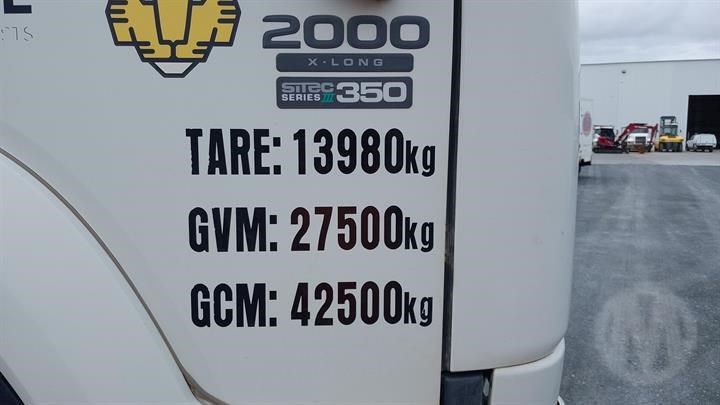 2000
X-LONG
SiTEC
SERIES III 350
TARE: 13980kg
GVM: 27500kg
GCM: 42500kg
M